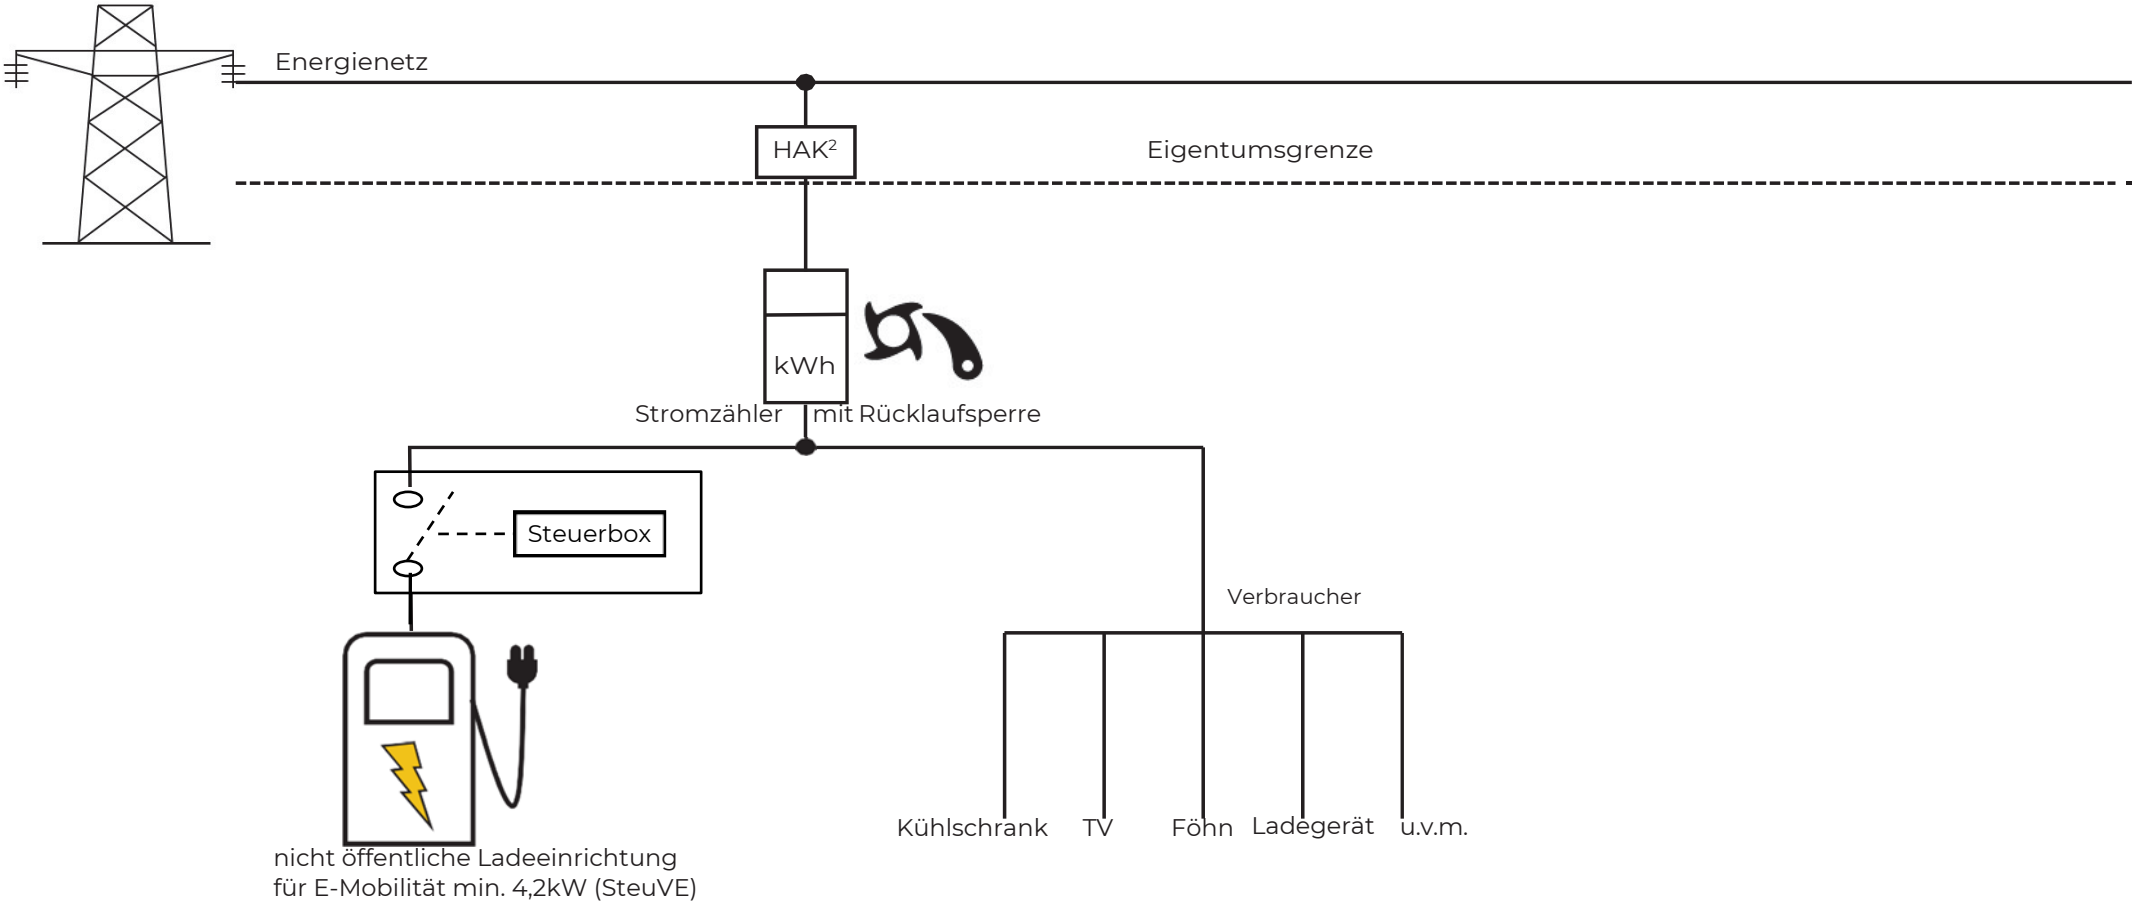 Energienetz
HAK²
Eigentumsgrenze
kWh
Stromzähler mit Rücklaufsperre
Steuerbox
Verbraucher
Kühlschrank TV Föhn Ladegerät u.v.m.
nicht öffentliche Ladeeinrichtung
für E-Mobilität min. 4,2kW (SteuVE)